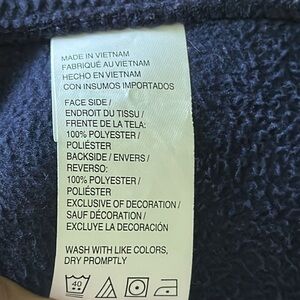 MADE IN VIETNAM
FABRIQUÉ AU VIETNAM
HECHO EN VIETNAM
CON INSUMOS IMPORTADOS
FACE SIDE /
ENDROIT DU TISSU /
FRENTE DE LA TELA:
100% POLYESTER /
POLIÉSTER
BACKSIDE / ENVERS /
REVERSO:
100% POLYESTER /
POLIÉSTER
EXCLUSIVE OF DECORATION /
SAUF DÉCORATION /
EXCLUYE LA DECORACIÓN
WASH WITH LIKE COLORS,
DRY PROMPTLY
40